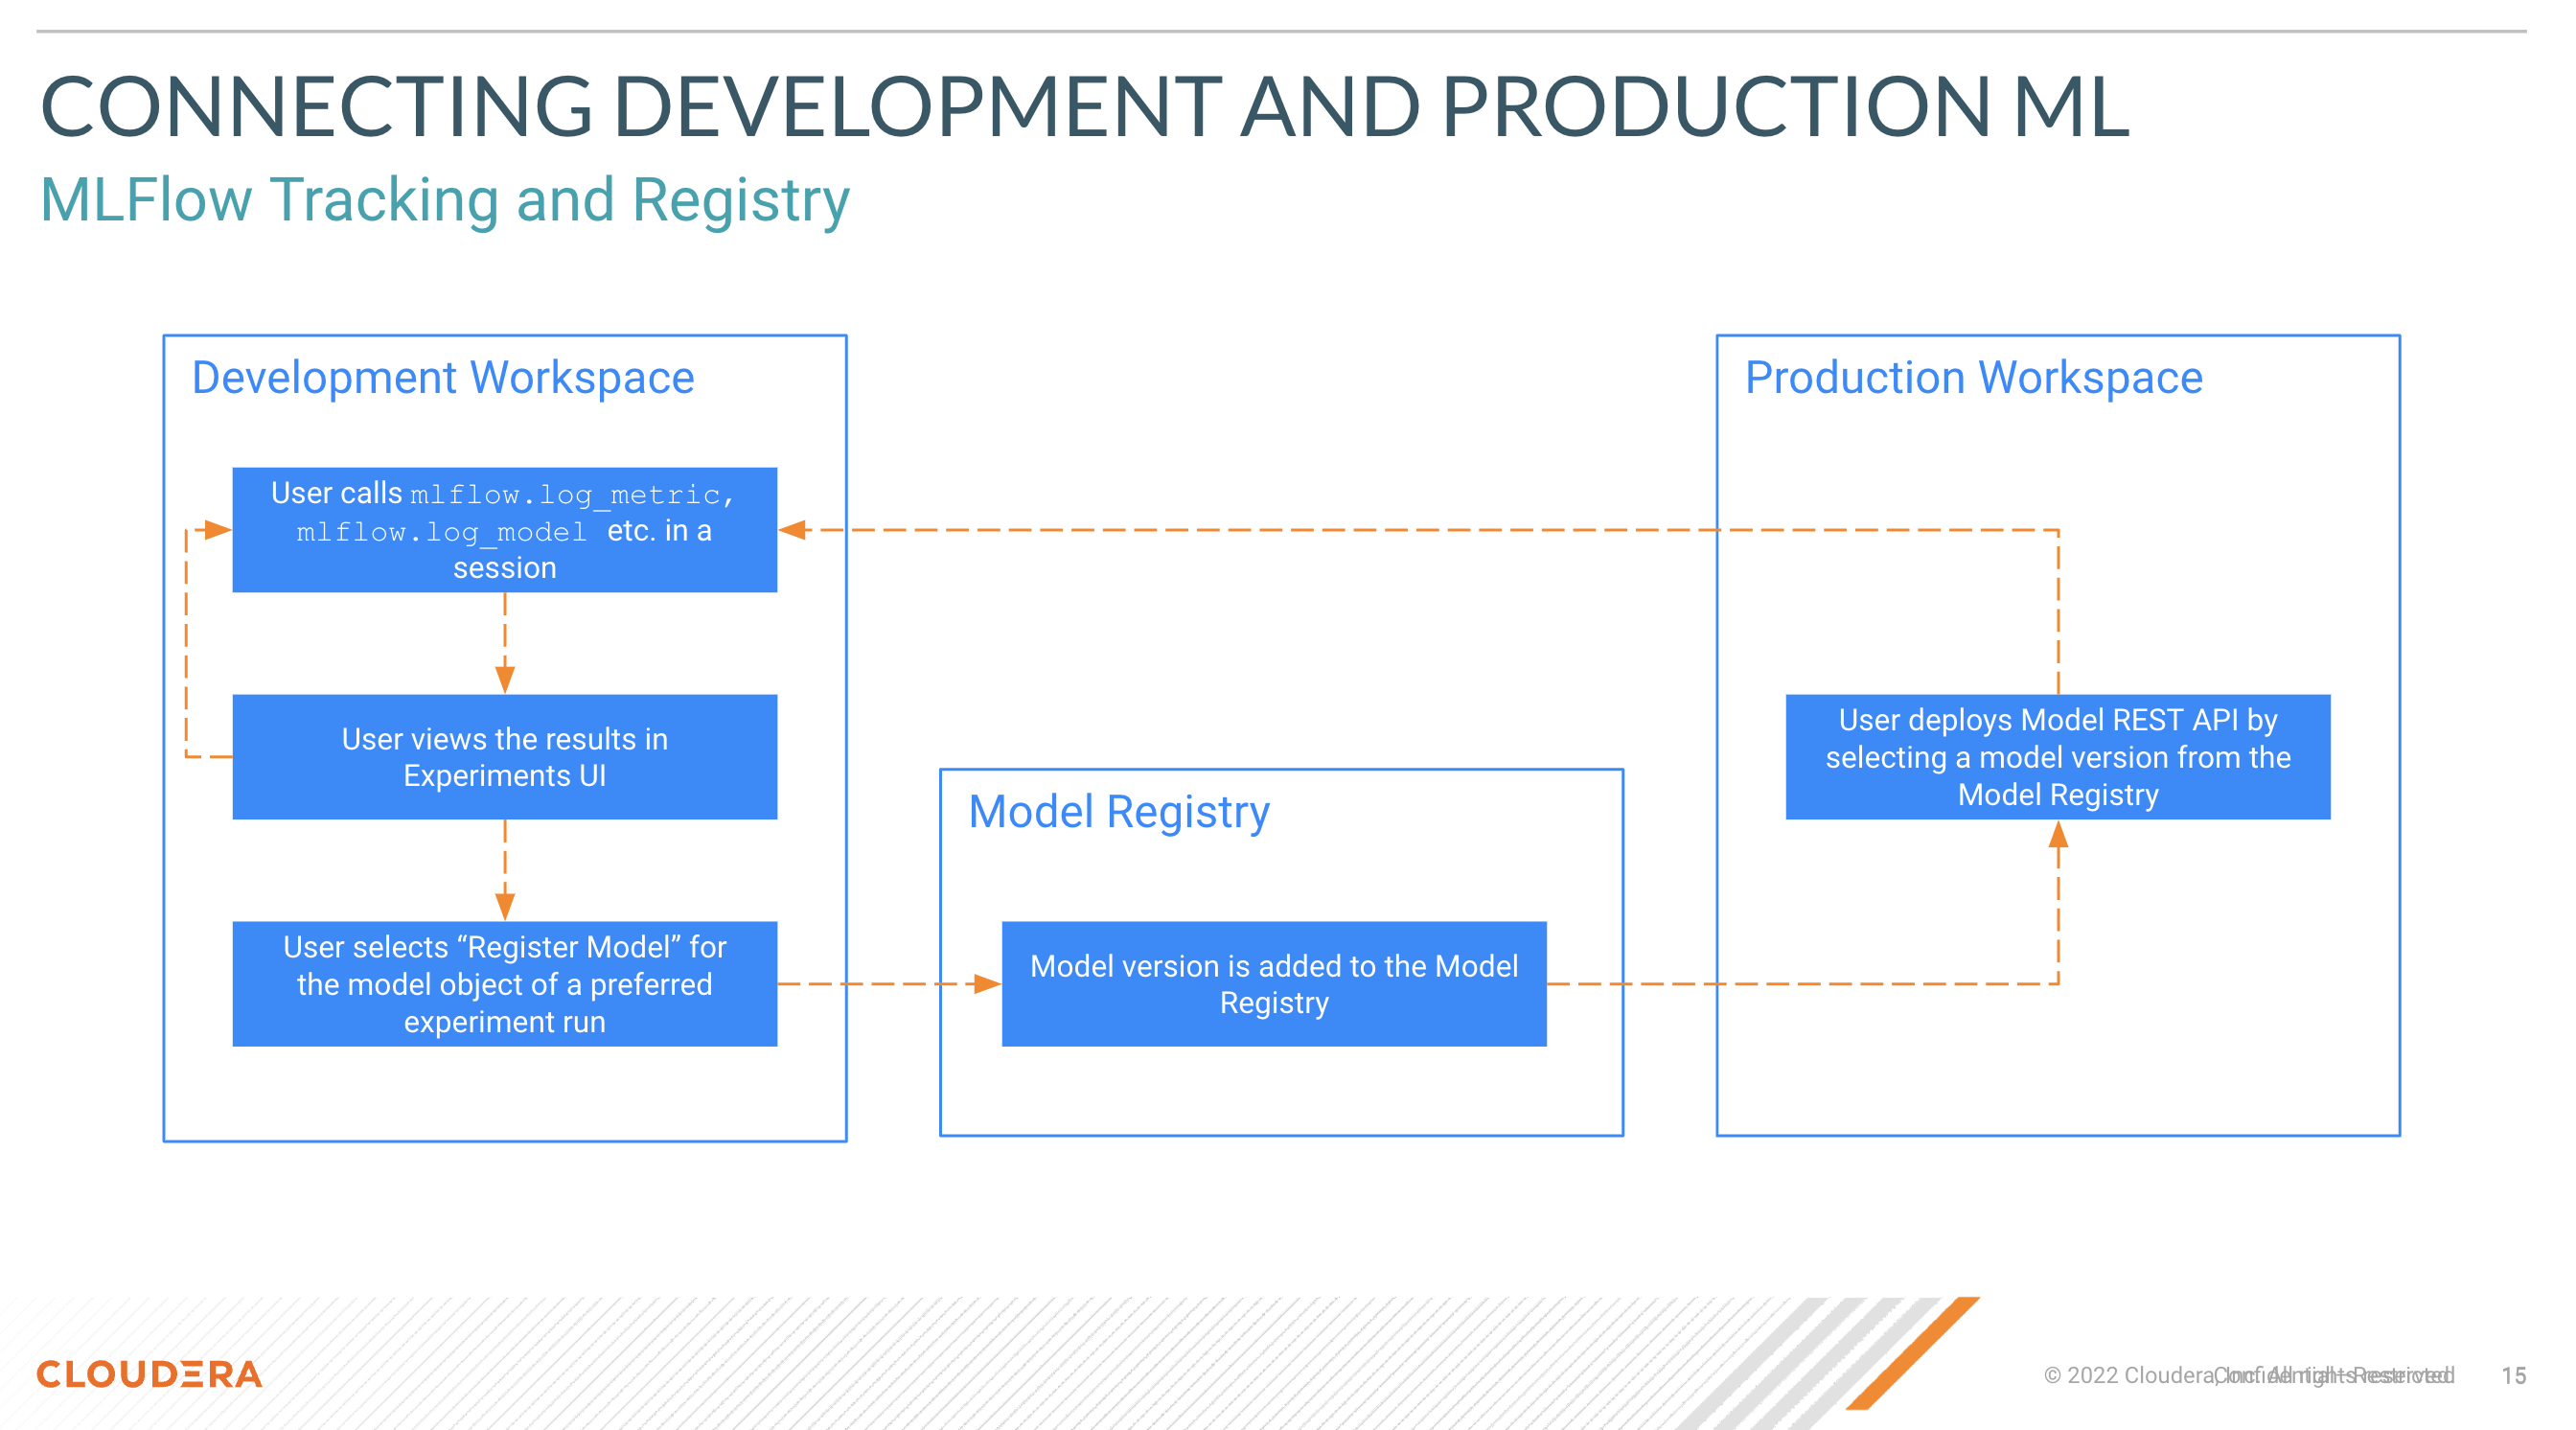 CONNECTING DEVELOPMENT AND PRODUCTION ML
MLFlow Tracking and Registry
Development Workspace
User calls mlflow.log_metric,
mlflow.log_model etc. in a
session
User views the results in
Experiments UI
User selects “Register Model” for
the model object of a preferred
experiment run
Model Registry
Model version is added to the Model
Registry
Production Workspace
User deploys Model REST API by
selecting a model version from the
Model Registry
CLOUDERA
© 2022 Cloudera, Inc. All rights reserved.
Confidential–Restricted
15